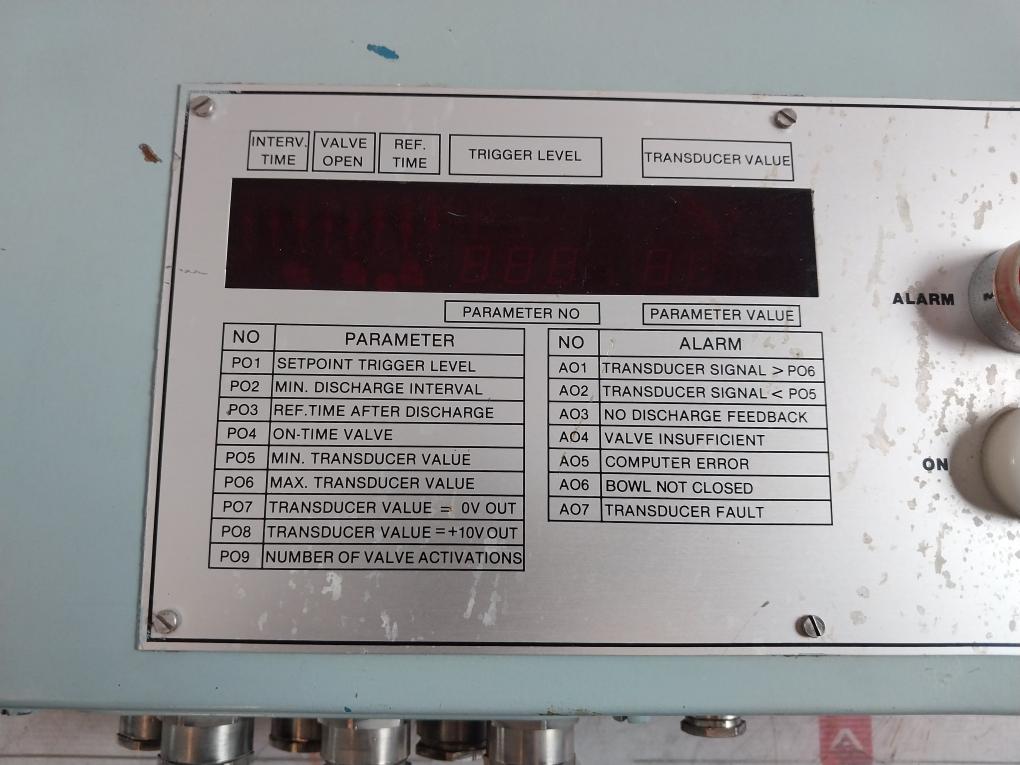 INTERV. TIME
VALVE OPEN
REF. TIME
TRIGGER LEVEL
TRANSDUCER VALUE
PARAMETER NO
PARAMETER VALUE
NO PARAMETER
PO1 SETPOINT TRIGGER LEVEL
PO2 MIN. DISCHARGE INTERVAL
PO3 REF.TIME AFTER DISCHARGE
PO4 ON-TIME VALVE
PO5 MIN. TRANSDUCER VALUE
PO6 MAX. TRANSDUCER VALUE
PO7 TRANSDUCER VALUE = 0V OUT
PO8 TRANSDUCER VALUE =+10V OUT
PO9 NUMBER OF VALVE ACTIVATIONS
NO ALARM
AO1 TRANSDUCER SIGNAL > PO6
AO2 TRANSDUCER SIGNAL < PO5
AO3 NO DISCHARGE FEEDBACK
AO4 VALVE INSUFFICIENT
AO5 COMPUTER ERROR
AO6 BOWL NOT CLOSED
AO7 TRANSDUCER FAULT
ALARM
ON
A